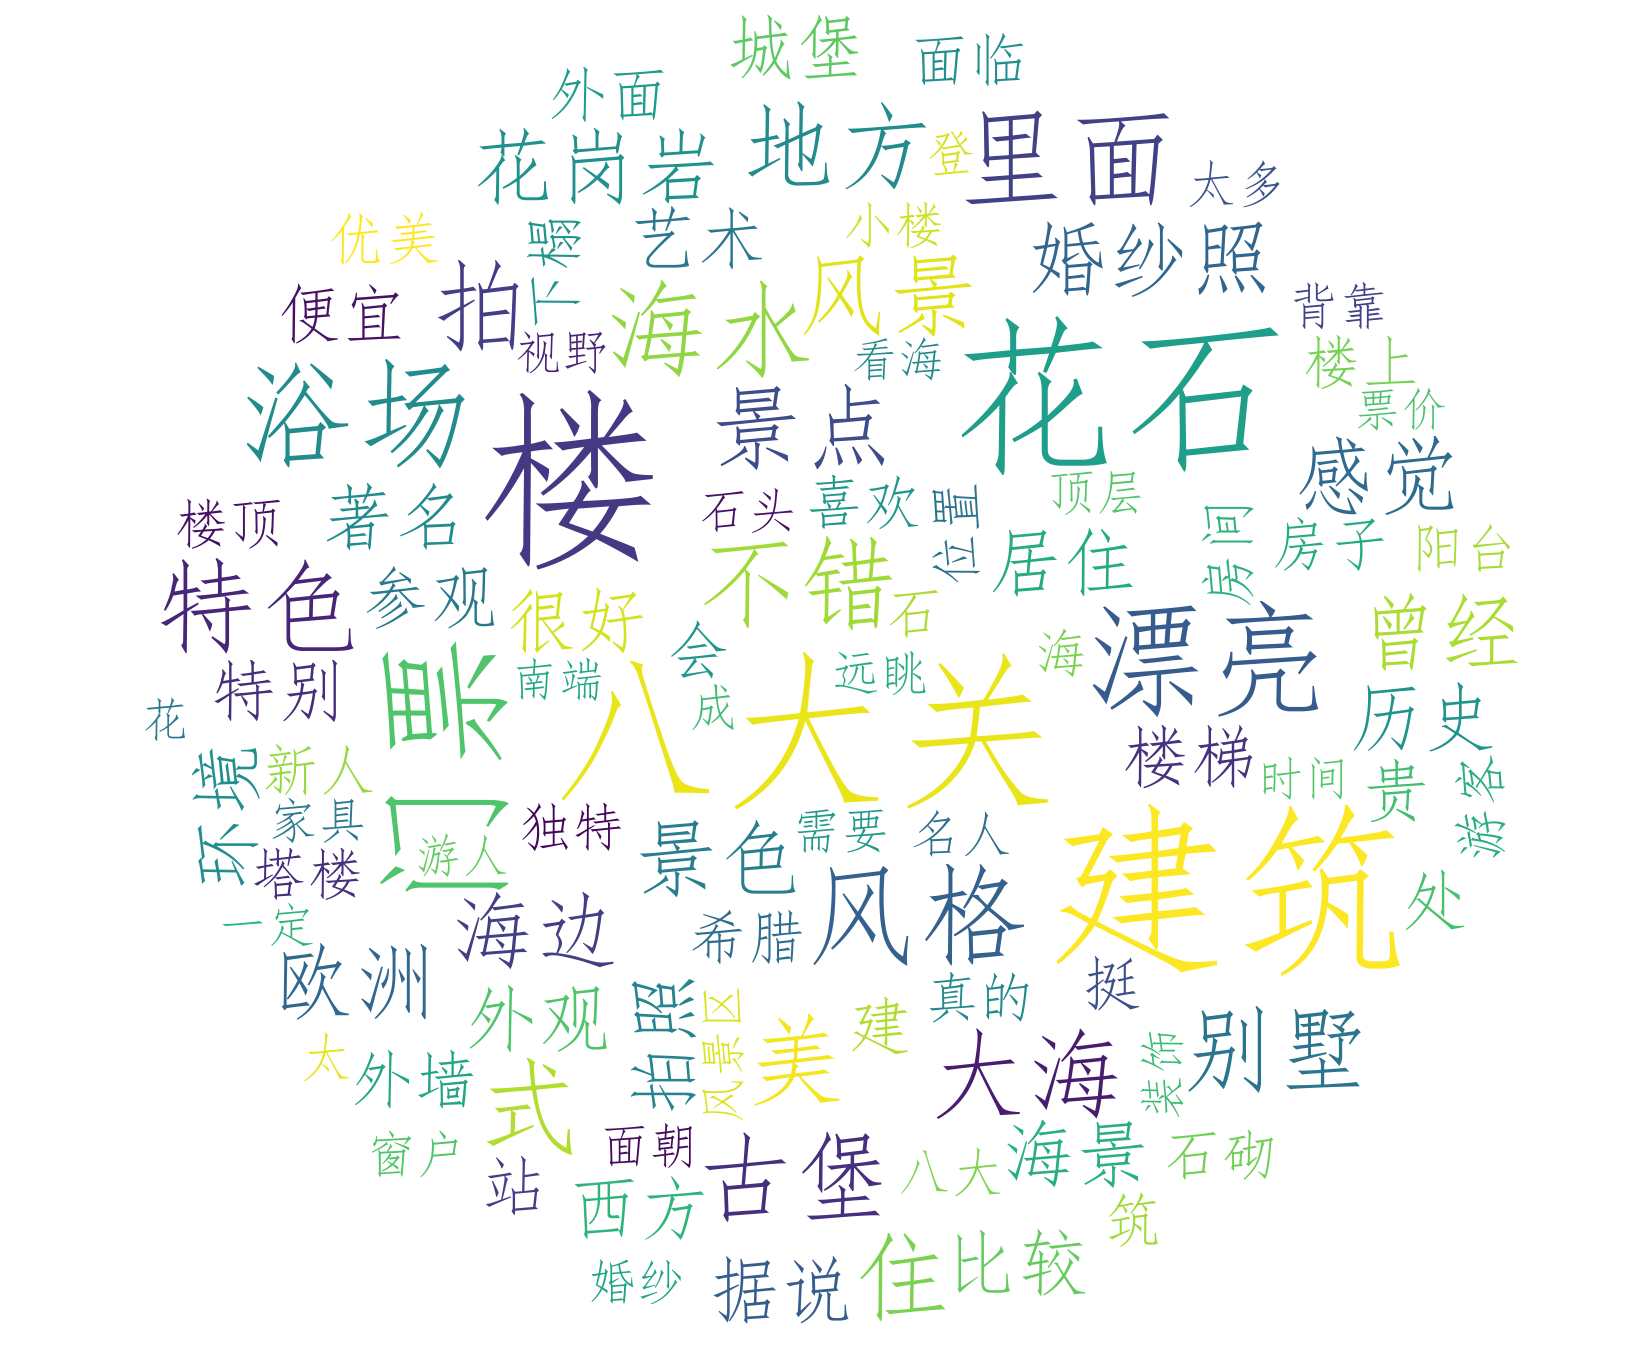 城堡
面临
外面
花岗岩
地方
登
里面
太多
优美
下榻
艺术
小楼
婚纱照
便宜
拍
海水
风景
背靠
视野
看海
花石
楼上
票价
浴场
楼
景点
感觉
楼顶
著名
石头
喜欢
位置
顶层
房间
房子
阳台
特色
参观
很好
不错
石
居住
漂亮
曾经
门票
会
海
特别
南端
成
远眺
八大关
历史
花
环境
新人
楼梯
时间
贵
游客
家具
塔楼
游人
独特
景色
需要
名人
建筑
一定
海边
希腊
风格
处
欧洲
外观
拍照
风景区
美
建
真的
挺
别墅
太
外墙
式
大海
装饰
窗户
站
面朝
古堡
八大
海景
石砌
西方
筑
婚纱
据说
住
比较